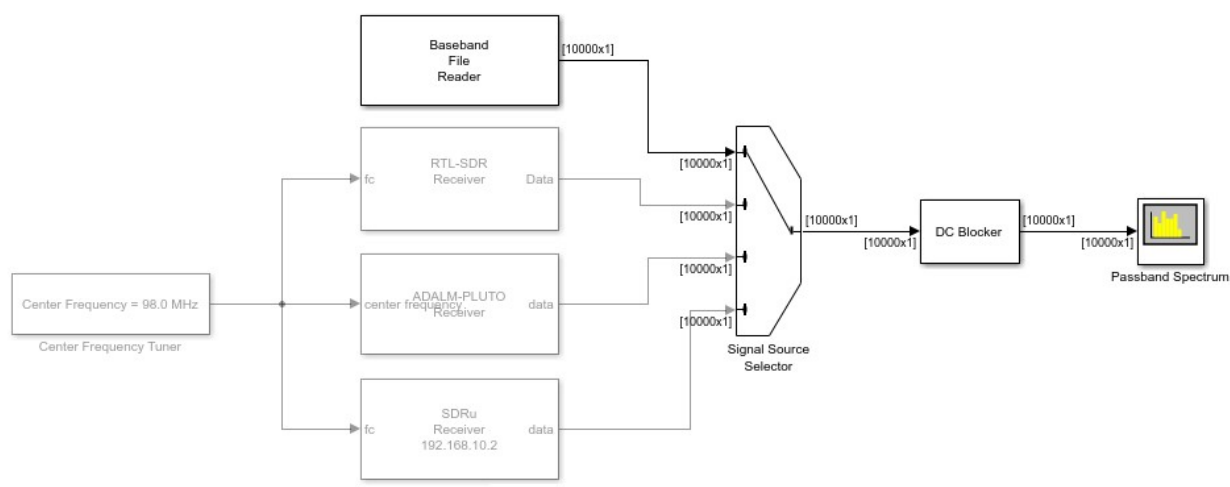 Baseband
File
Reader
[10000x1]
RTL-SDR
Receiver
fc
Data
[10000x1]
[10000x1]
ADALM-PLUTO
Receiver
center frequency
data
[10000x1]
[10000x1]
SDRu
Receiver
192.168.10.2
fc
data
Center Frequency = 98.0 MHz
Center Frequency Tuner
Signal Source
Selector
[10000x1]
[10000x1]
DC Blocker
[10000x1]
[10000x1]
Passband Spectrum